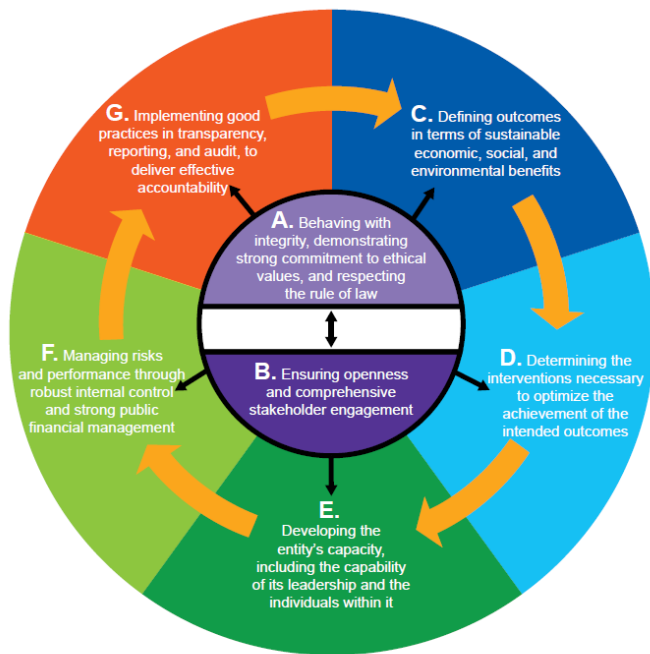 A. Behaving with
integrity, demonstrating
strong commitment to ethical
values, and respecting
the rule of law
B. Ensuring openness
and comprehensive
stakeholder engagement
C. Defining outcomes
in terms of sustainable
economic, social, and
environmental benefits
D. Determining the
interventions necessary
to optimize the
achievement of the
intended outcomes
E.
Developing the
entity's capacity,
including the capability
of its leadership and the
individuals within it
F. Managing risks
and performance through
robust internal control
and strong public
financial management
G. Implementing good
practices in transparency,
reporting, and audit, to
deliver effective
accountability